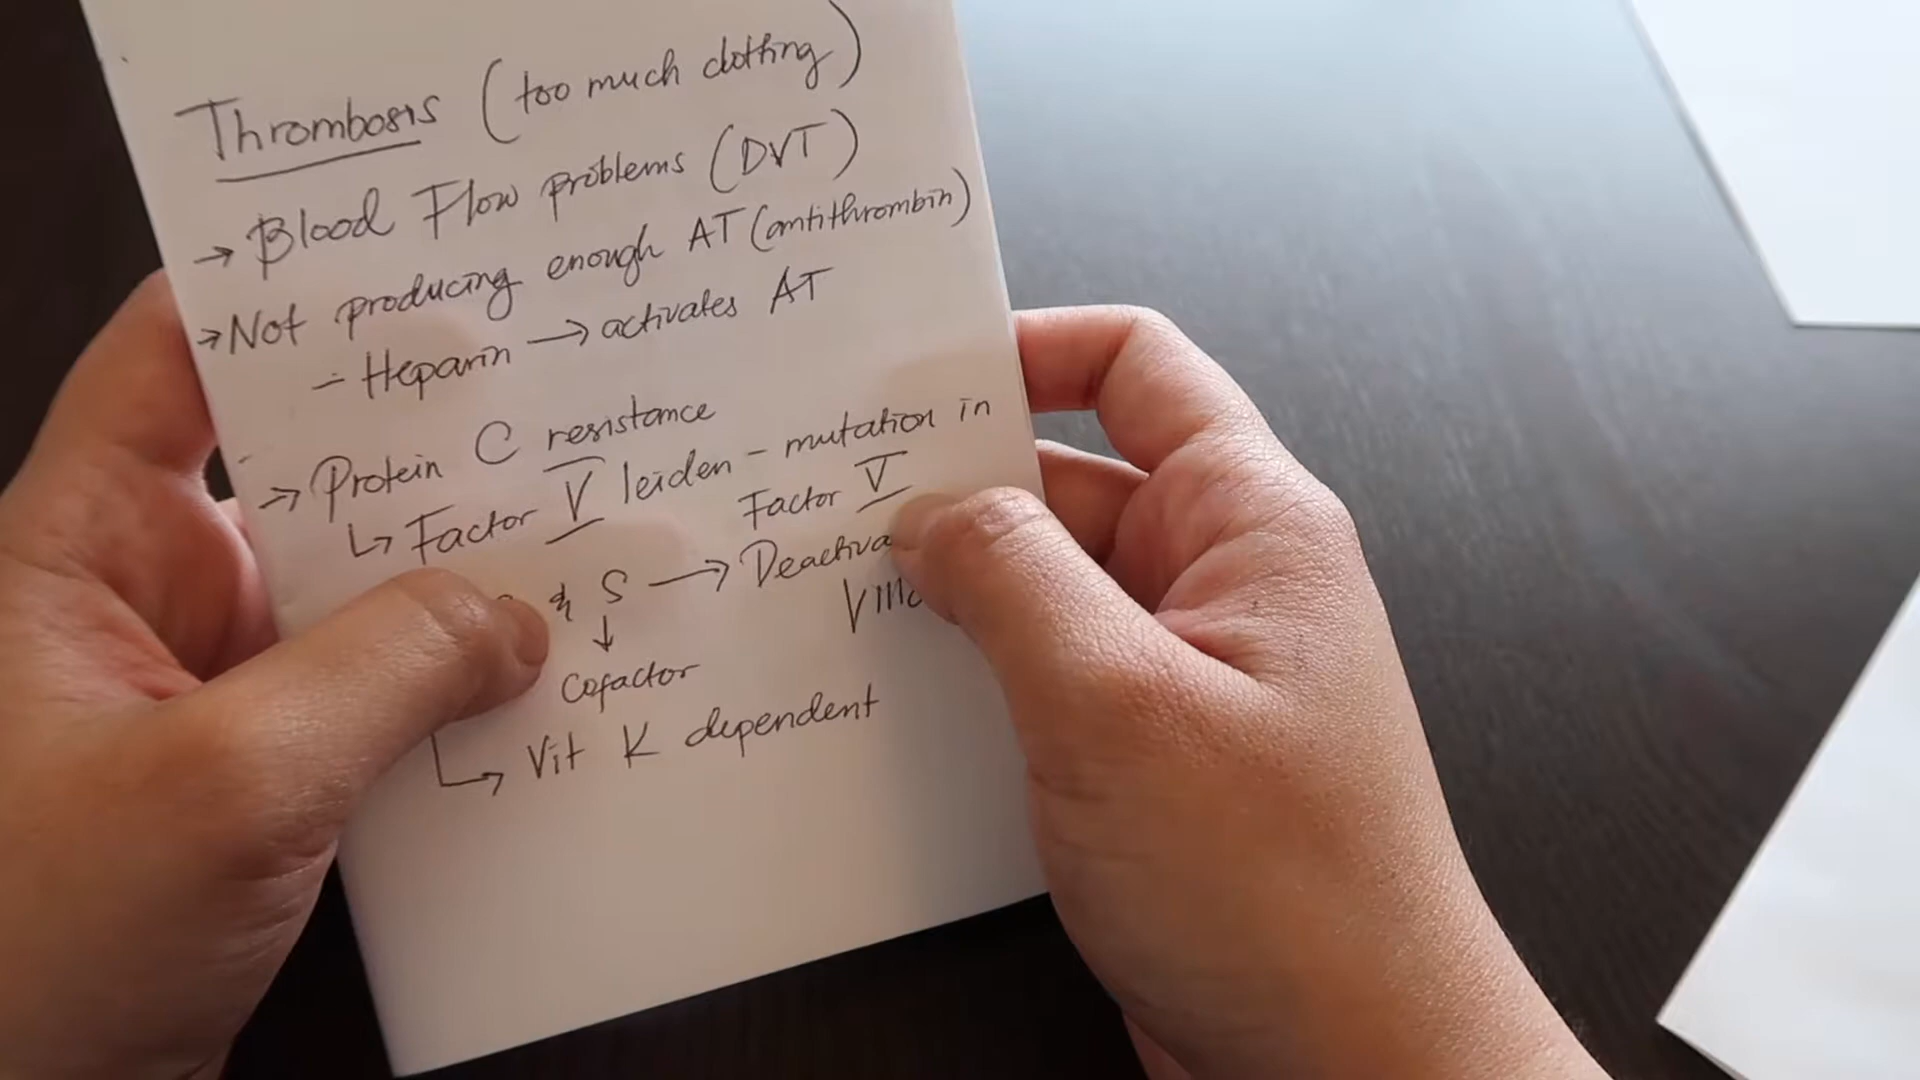 Thrombosis (too much clotting)
→ Blood Flow problems (DVT)
→ Not producing enough AT (antithrombin)
- Heparin → activates AT
→ Protein C resistance
↳ Factor V leiden - mutation in
Factor V
& S → Deactiva
↓
Cofactor
↳ Vit K dependent